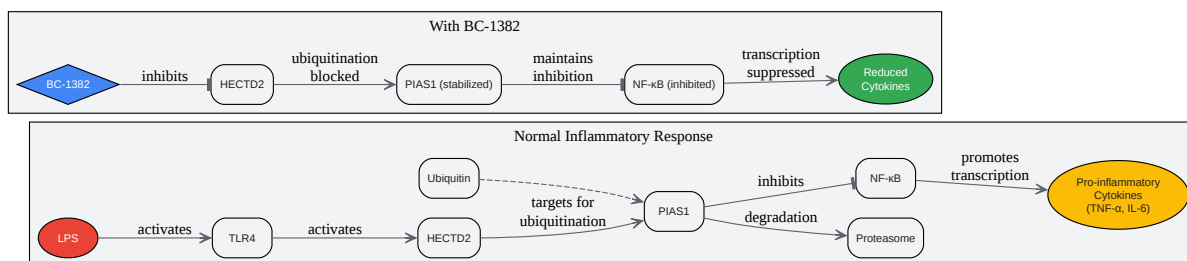 With BC-1382
BC-1382
inhibits
HECTD2
ubiquitination
blocked
PIAS1 (stabilized)
maintains
inhibition
NF-κB (inhibited)
transcription
suppressed
Reduced
Cytokines
Normal Inflammatory Response
LPS
activates
TLR4
activates
Ubiquitin
HECTD2
targets for
ubiquitination
PIAS1
inhibits
degradation
NF-κB
Proteasome
promotes
transcription
Pro-inflammatory
Cytokines
(TNF-α, IL-6)